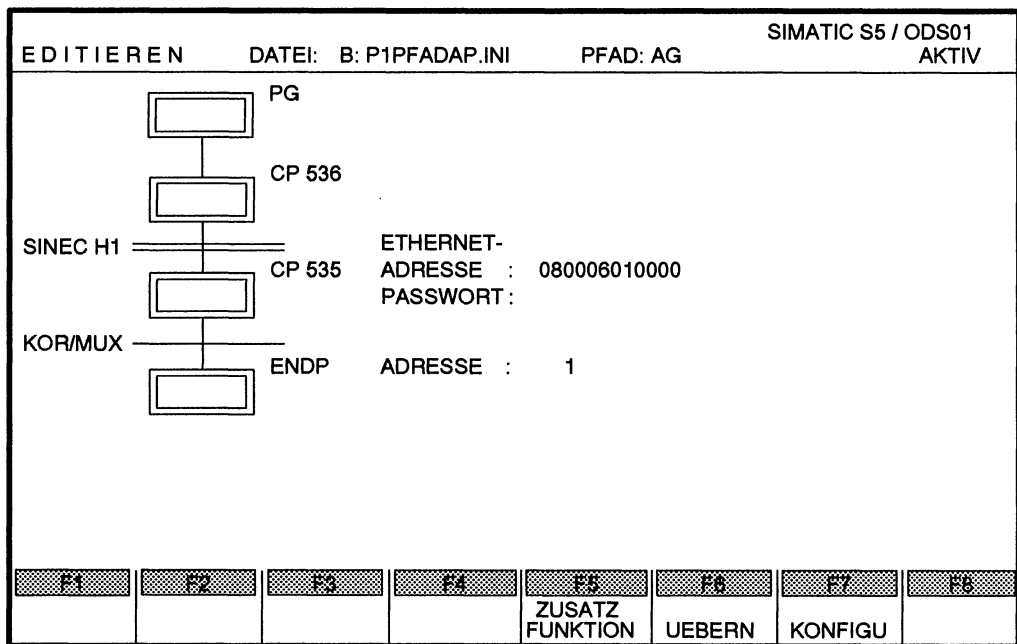 SIMATIC S5 / ODS01
EDITIEREN DATEI: B: P1PFADAP.INI PFAD: AG AKTIV
PG
CP 536
SINEC H1
ETHERNET-
CP 535 ADRESSE : 080006010000
PASSWORT :
KOR/MUX
ENDP ADRESSE : 1
F1 F2 F3 F4 F5 F6 F7 F8
ZUSATZ
FUNKTION UEBERN KONFIGU